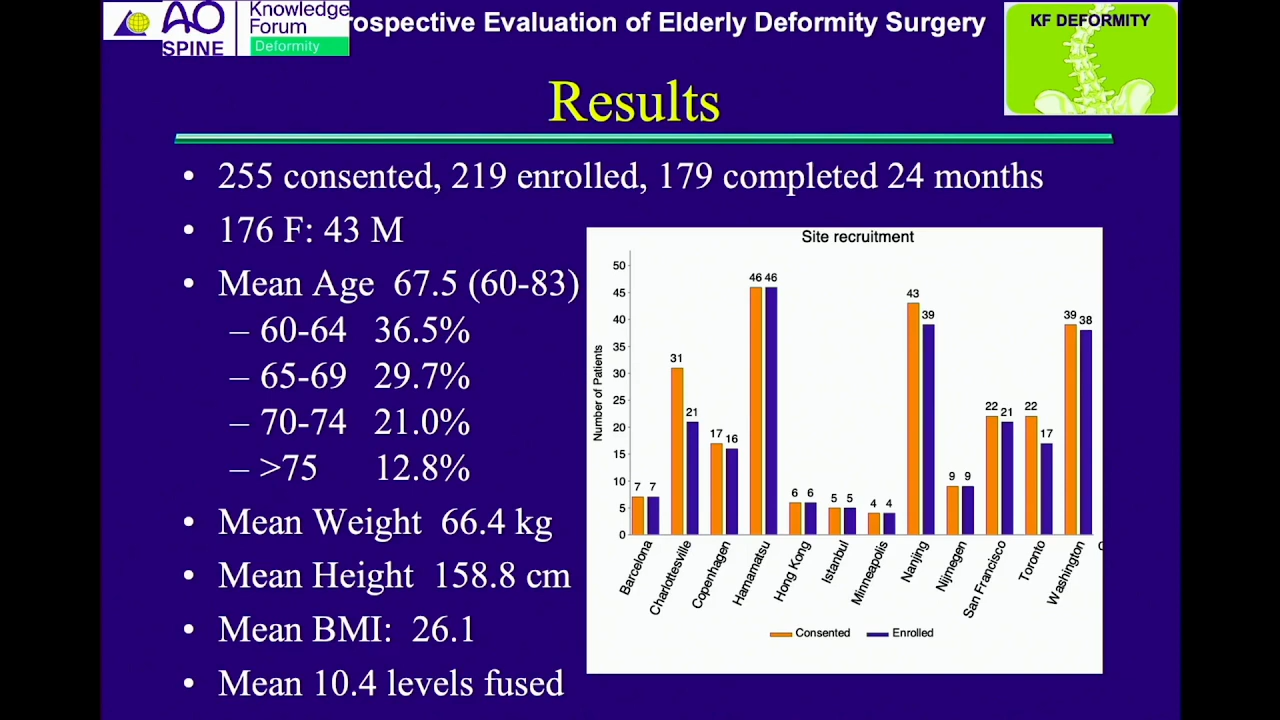 AO
SPINE
Knowledge
Forum
Deformity
rospective Evaluation of Elderly Deformity Surgery
KF DEFORMITY
Results
• 255 consented, 219 enrolled, 179 completed 24 months
• 176 F: 43 M
• Mean Age 67.5 (60-83)
– 60-64 36.5%
– 65-69 29.7%
– 70-74 21.0%
– >75 12.8%
• Mean Weight 66.4 kg
• Mean Height 158.8 cm
• Mean BMI: 26.1
• Mean 10.4 levels fused
Site recruitment
Number of Patients
50
45
40
35
30
25
20
15
10
5
0
7 7
31 21
17 16
46 46
6 6
5 5
4 4
43 39
9 9
22 21
22 17
39 38
Barcelona
Charlottesville
Copenhagen
Hamamatsu
Hong Kong
Istanbul
Minneapolis
Nanjing
Nijmegen
San Francisco
Toronto
Washington
Consented Enrolled